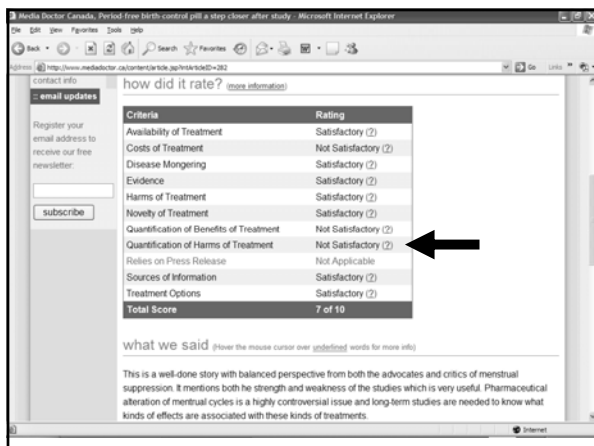 Media Doctor Canada, Period-free birth control pill a step closer after study - Microsoft Internet Explorer
File Edit View Favorites Tools Help
Back Search Favorites
Address http://www.mediadoctor.ca/content/article.jsp?intArticleID=282 Go Links »
contact info
:: email updates
Register your
email address to
receive our free
newsletter:
subscribe
how did it rate? (more information)
Criteria Rating
Availability of Treatment Satisfactory (?)
Costs of Treatment Not Satisfactory (?)
Disease Mongering Satisfactory (?)
Evidence Satisfactory (?)
Harms of Treatment Satisfactory (?)
Novelty of Treatment Satisfactory (?)
Quantification of Benefits of Treatment Not Satisfactory (?)
Quantification of Harms of Treatment Not Satisfactory (?)
Relies on Press Release Not Applicable
Sources of Information Satisfactory (?)
Treatment Options Satisfactory (?)
Total Score 7 of 10
what we said (Hover the mouse cursor over underlined words for more info)
This is a well-done story with balanced perspective from both the advocates and critics of menstrual
suppression. It mentions both he strength and weakness of the studies which is very useful. Pharmaceutical
alteration of mentrual cycles is a highly controversial issue and long-term studies are needed to know what
kinds of effects are associated with these kinds of treatments.
Internet